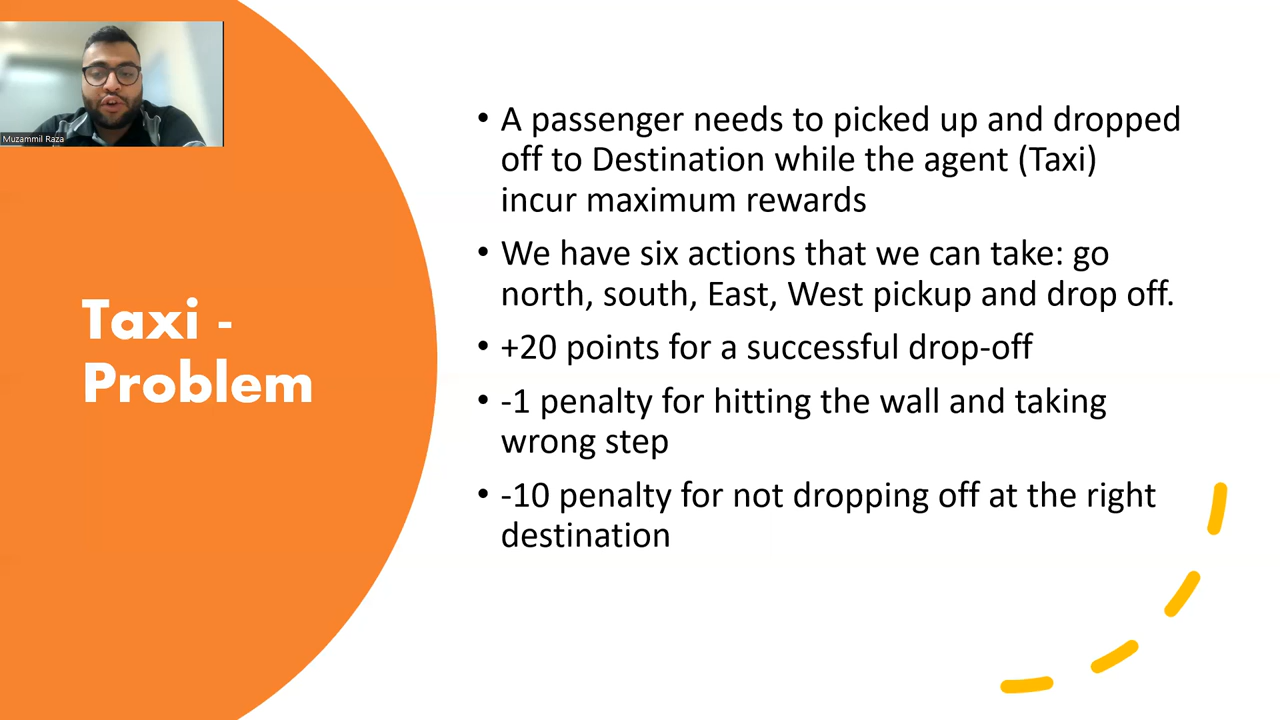 Muzammil Raza
Taxi -
Problem
• A passenger needs to picked up and dropped
off to Destination while the agent (Taxi)
incur maximum rewards
• We have six actions that we can take: go
north, south, East, West pickup and drop off.
• +20 points for a successful drop-off
• -1 penalty for hitting the wall and taking
wrong step
• -10 penalty for not dropping off at the right
destination